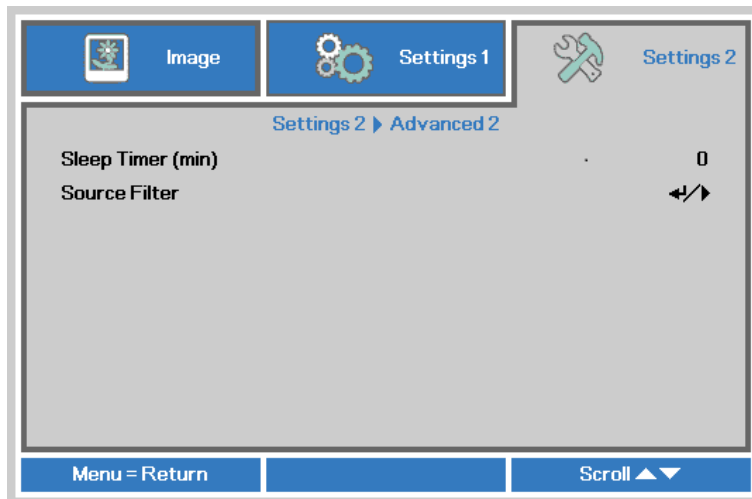 Image
Settings 1
Settings 2
Settings 2 ▶ Advanced 2
Sleep Timer (min) 0
Source Filter ↵/▶
Menu = Return
Scroll ▲▼